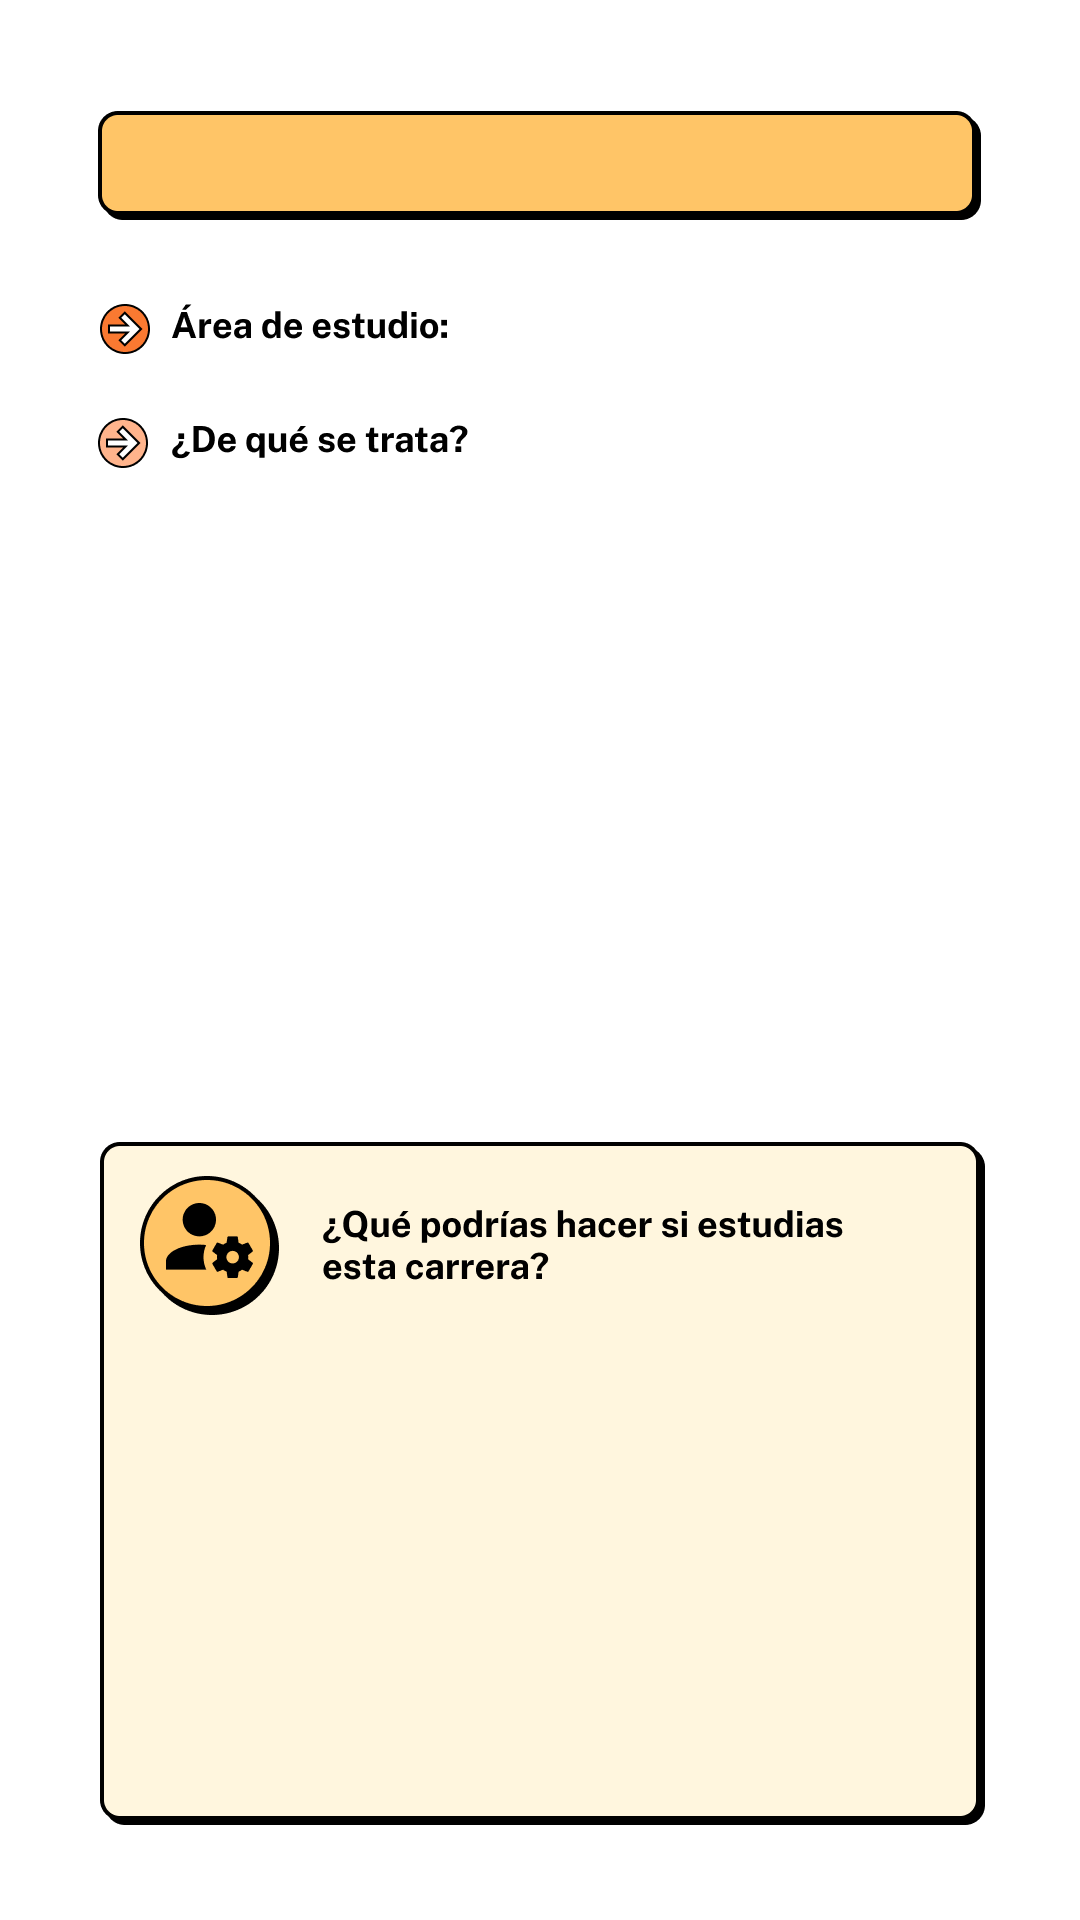 Área de estudio:
¿De qué se trata?
¿Qué podrías hacer si estudias
esta carrera?